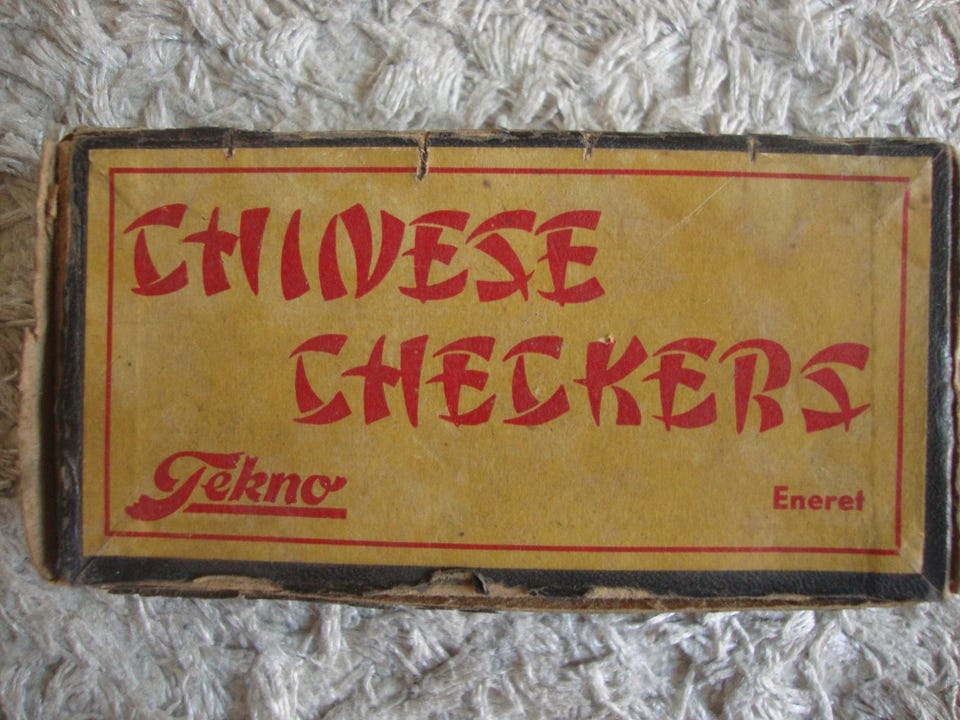 CHINESE
CHECKERS
Tekno
Eneret